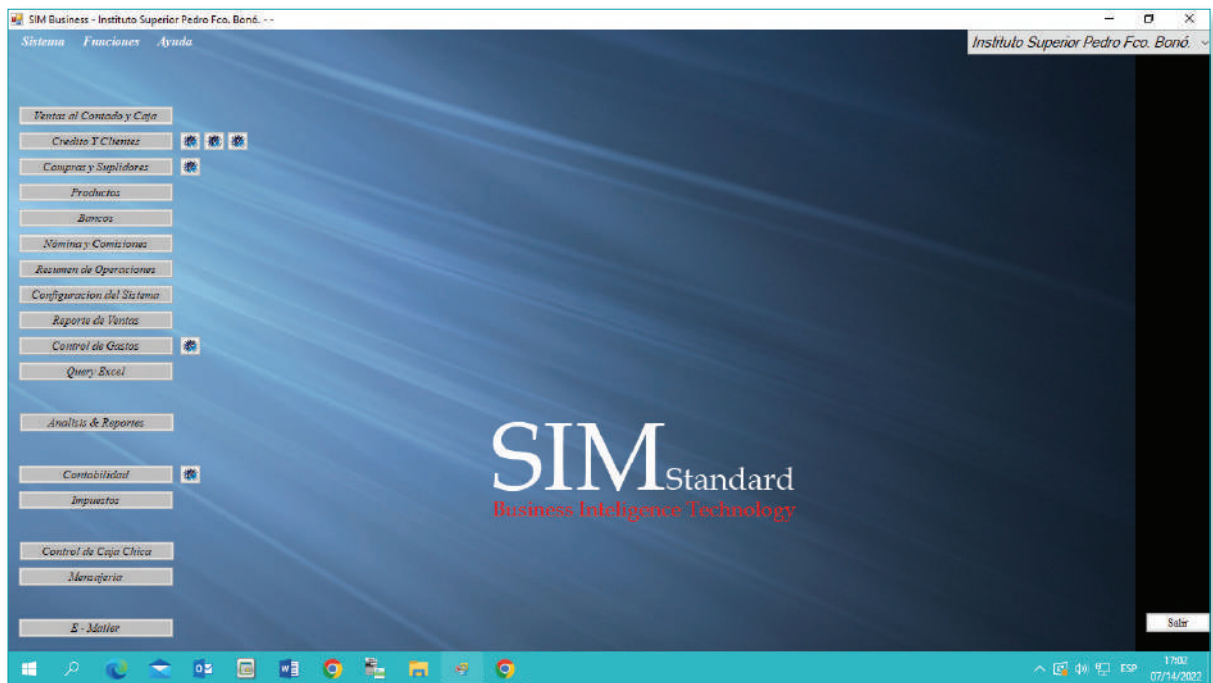 SIM Business - Instituto Superior Pedro Fco. Bonó. - -
Sistema Funciones Ayuda
Instituto Superior Pedro Fco. Bonó.
Ventas al Contado y Caja
Credito Y Clientes
Compras y Suplidores
Productos
Bancos
Nómina y Comisiones
Resumen de Operaciones
Configuracion del Sistema
Reporte de Ventas
Control de Gastos
Query Excel
Analisis & Reportes
Contabilidad
Impuestos
Control de Caja Chica
Mensajeria
E - Mailer
SIM Standard
Business Inteligence Technology
Salir
ESP
17:02
07/14/2022